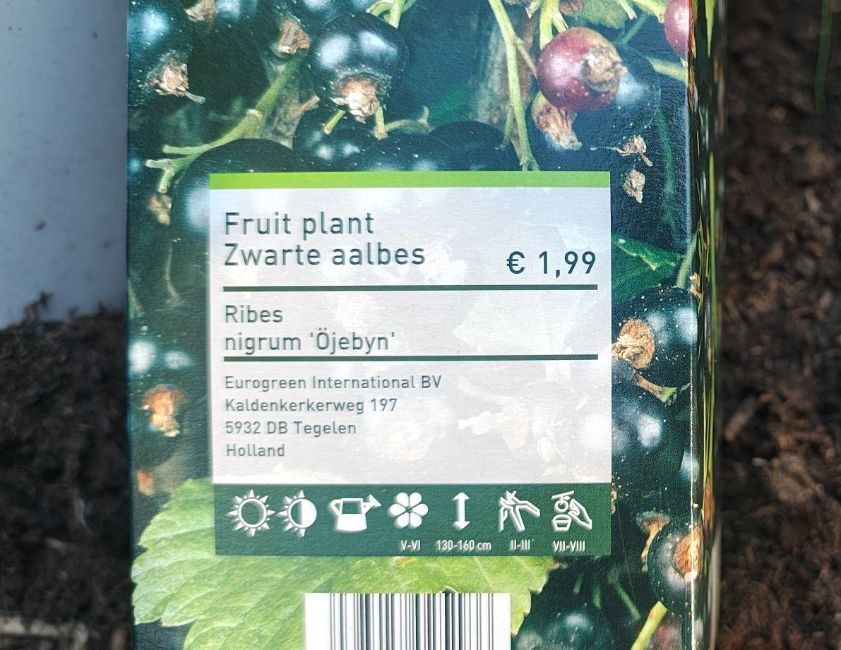 Fruit plant
Zwarte aalbes
€ 1,99
Ribes
nigrum 'Öjebyn'
Eurogreen International BV
Kaldenkerkerweg 197
5932 DB Tegelen
Holland
V-VI 130-160 cm II-III VII-VIII